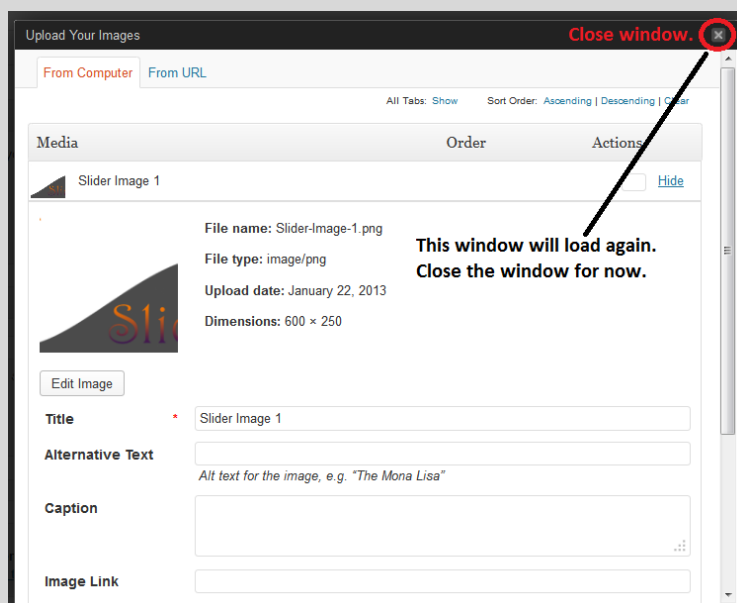 Upload Your Images
Close window.
From Computer From URL
All Tabs: Show Sort Order: Ascending | Descending | Clear
Media Order Actions
Slider Image 1 Hide
File name: Slider-Image-1.png
File type: image/png
Upload date: January 22, 2013
Dimensions: 600 × 250
This window will load again.
Close the window for now.
Sli
Edit Image
Title * Slider Image 1
Alternative Text
Alt text for the image, e.g. “The Mona Lisa”
Caption
Image Link